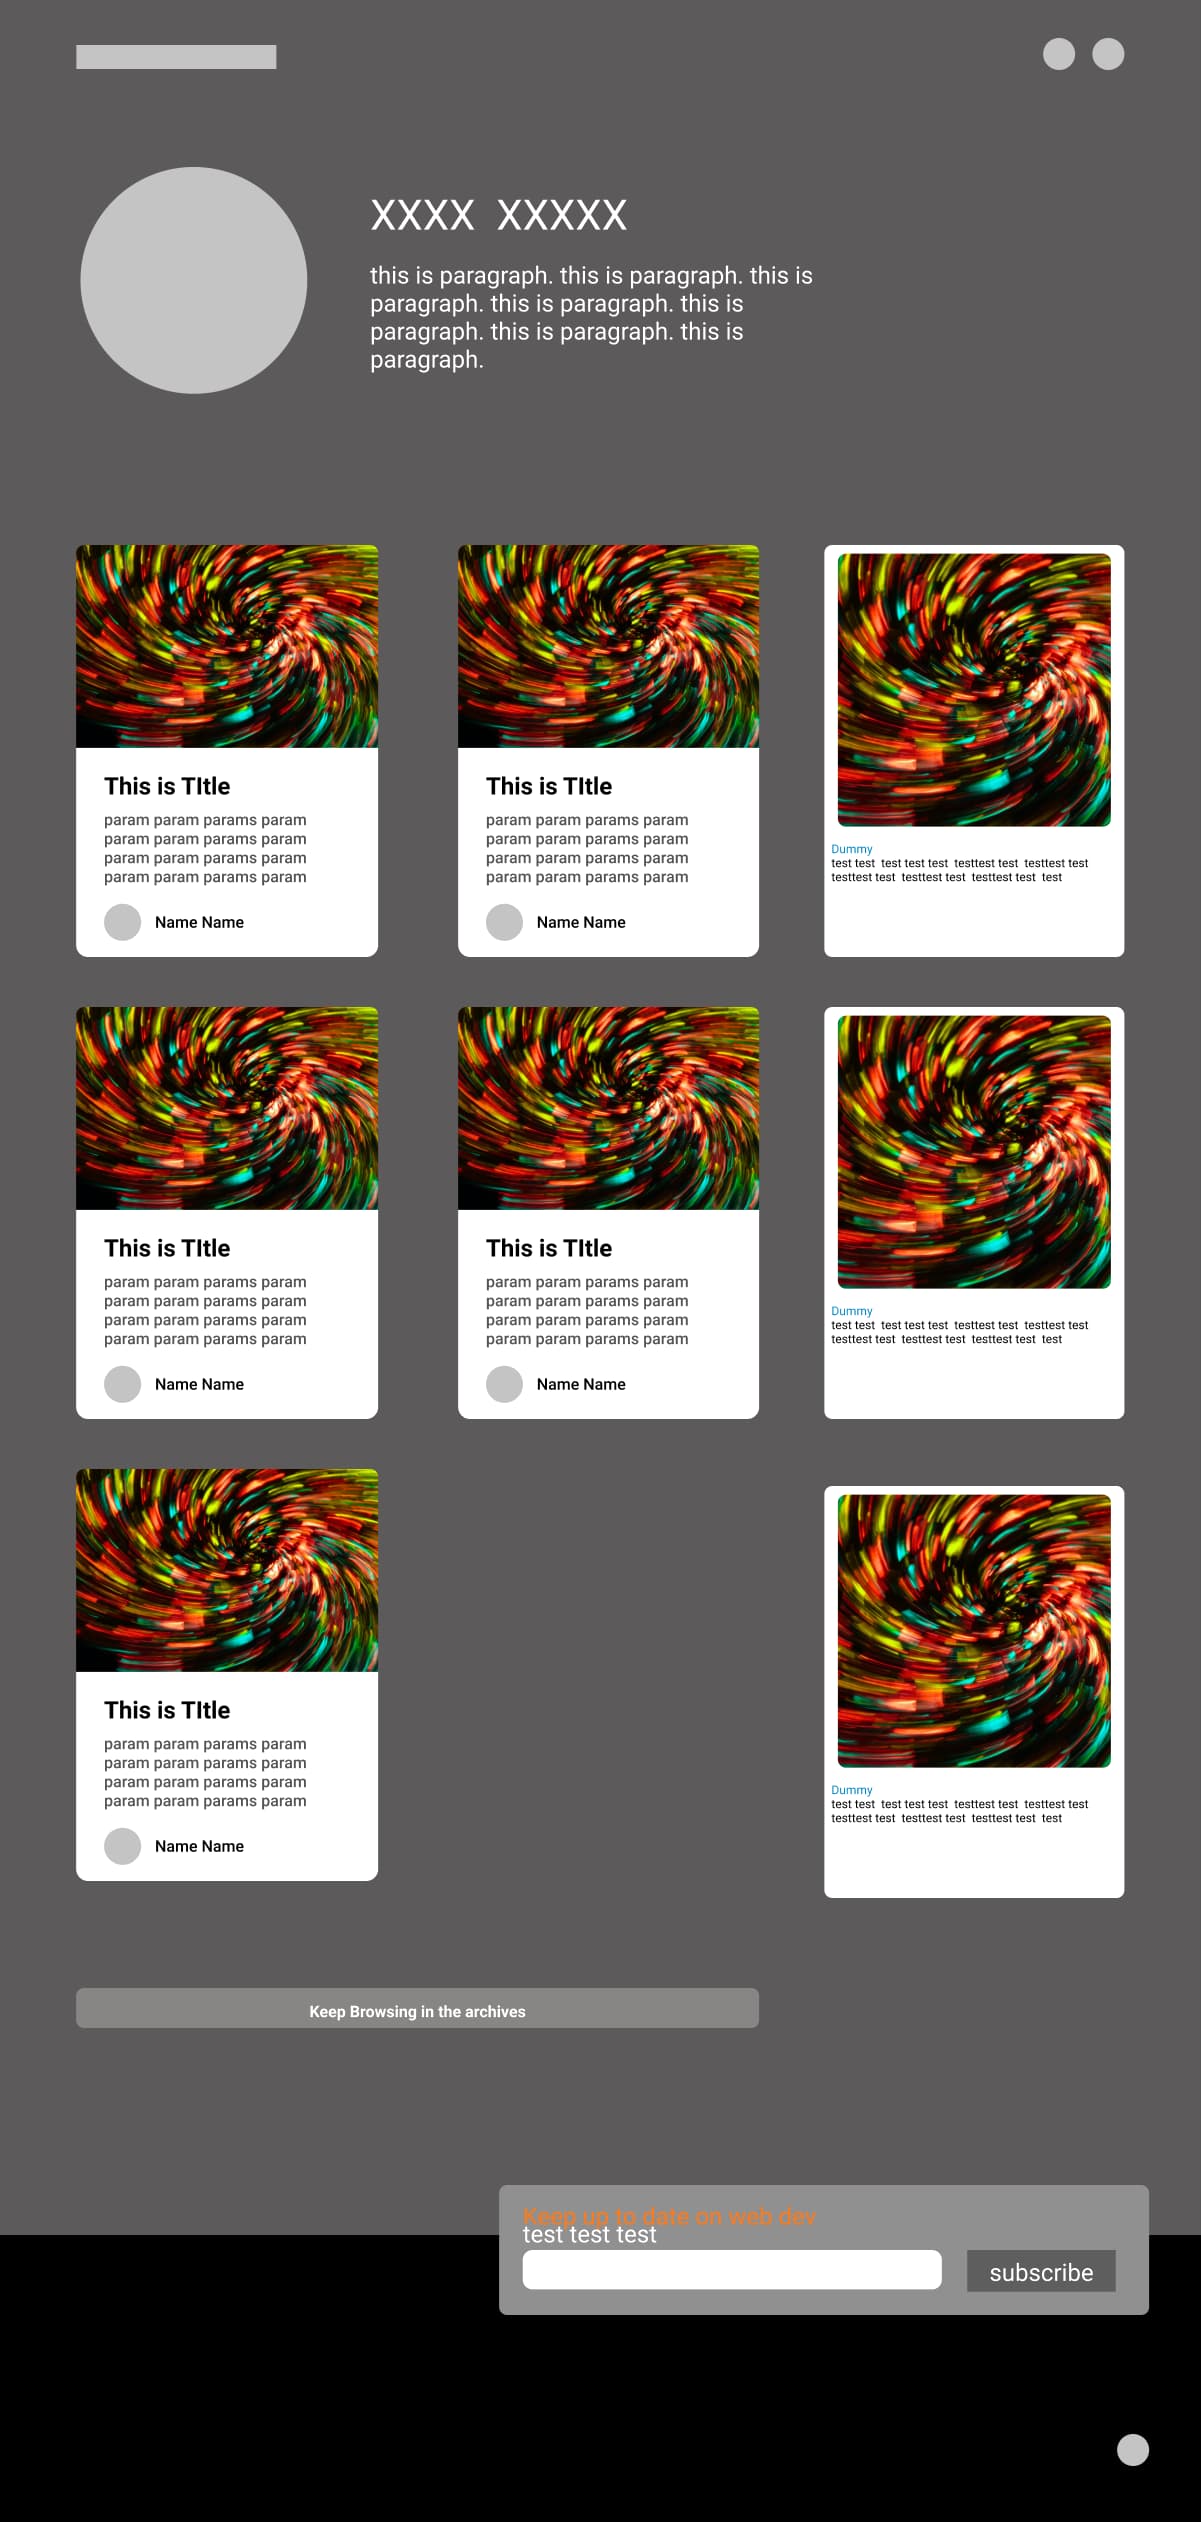 XXXX XXXXX
this is paragraph. this is paragraph. this is
paragraph. this is paragraph. this is
paragraph. this is paragraph. this is
paragraph.
This is TItle
param param params param
param param params param
param param params param
param param params param
Name Name
This is TItle
param param params param
param param params param
param param params param
param param params param
Name Name
Dummy
test test test test test testtest test testtest test
testtest test testtest test testtest test test
This is TItle
param param params param
param param params param
param param params param
param param params param
Name Name
This is TItle
param param params param
param param params param
param param params param
param param params param
Name Name
Dummy
test test test test test testtest test testtest test
testtest test testtest test testtest test test
This is TItle
param param params param
param param params param
param param params param
param param params param
Name Name
Dummy
test test test test test testtest test testtest test
testtest test testtest test testtest test test
Keep Browsing in the archives
Keep up to date on web dev
test test test
subscribe